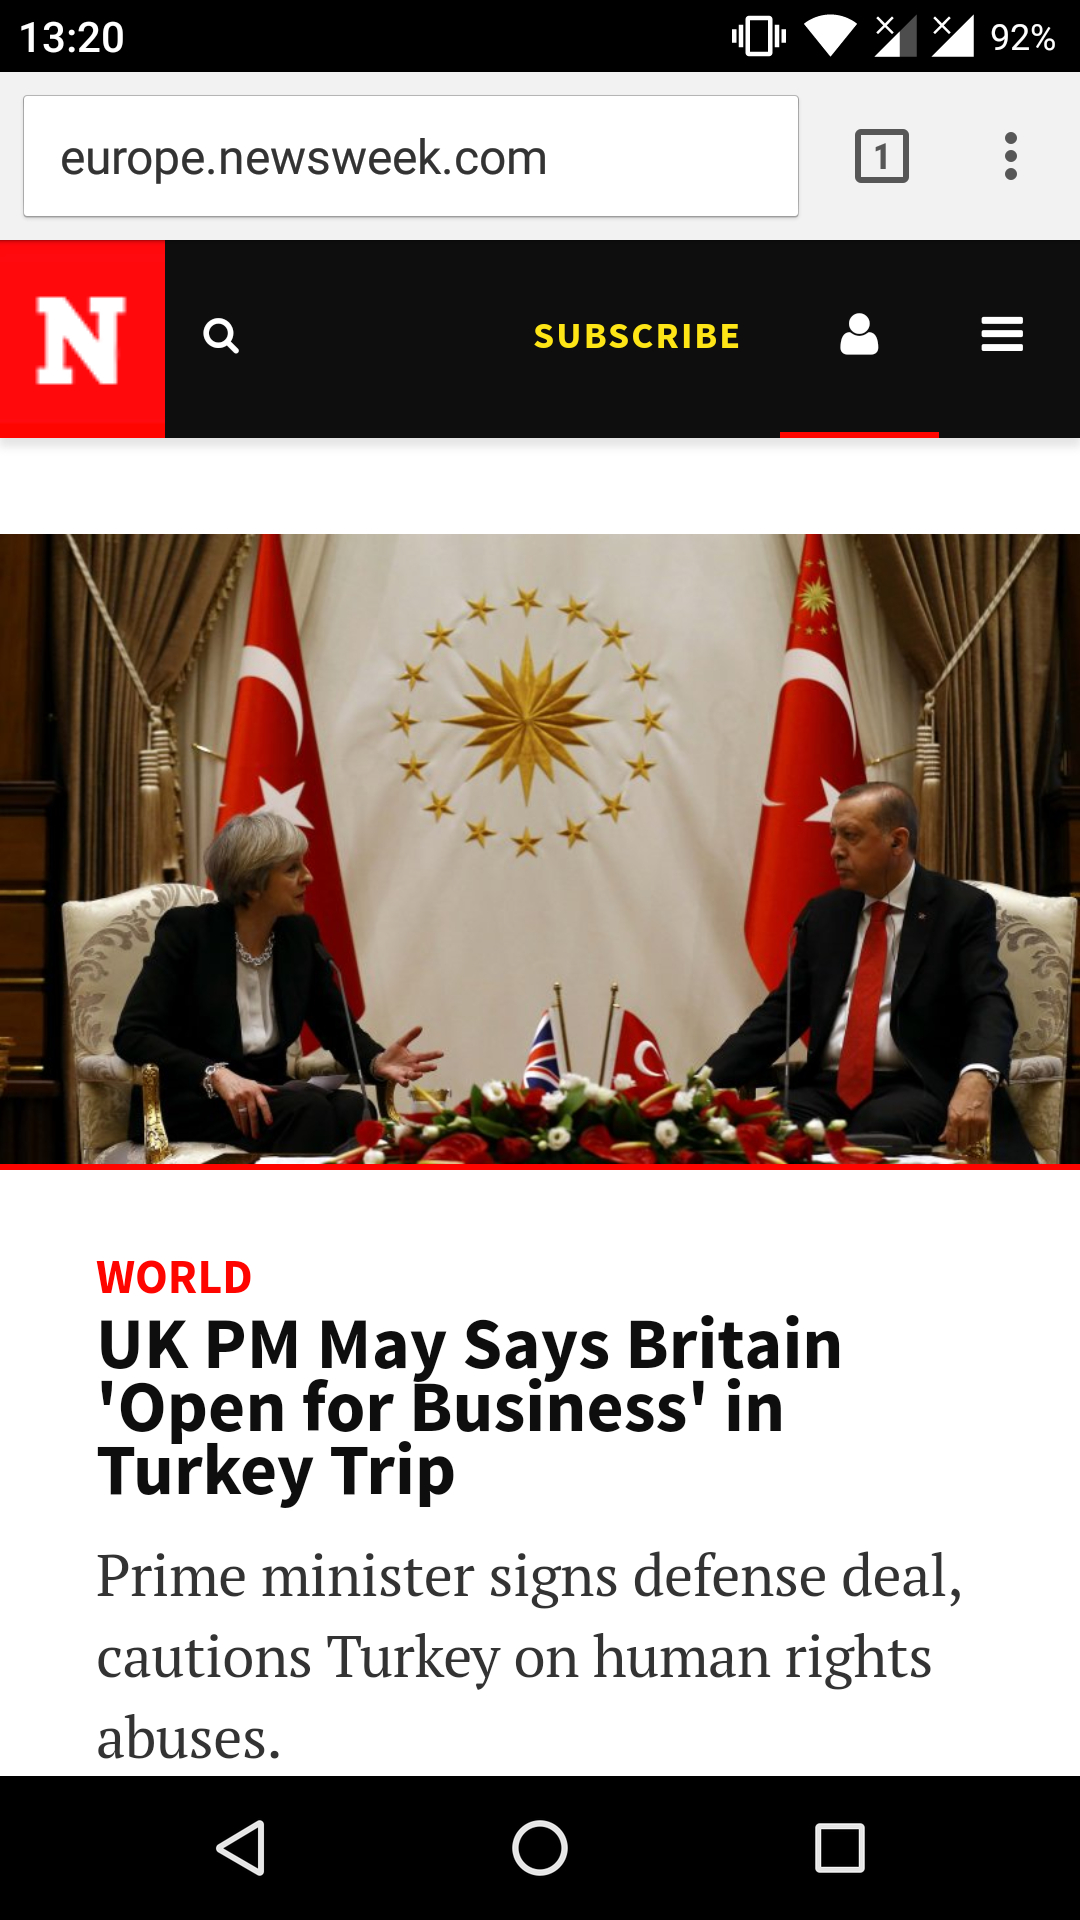 13:20
92%
europe.newsweek.com
1
N
SUBSCRIBE
WORLD
UK PM May Says Britain
'Open for Business' in
Turkey Trip
Prime minister signs defense deal,
cautions Turkey on human rights
abuses.